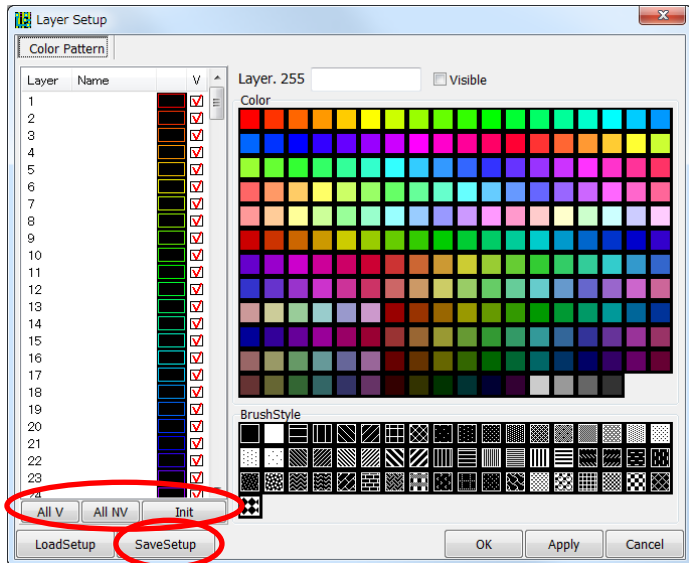 Layer Setup
Color Pattern
Layer Name V
1
2
3
4
5
6
7
8
9
10
11
12
13
14
15
16
17
18
19
20
21
22
23
24
All V All NV Init
LoadSetup SaveSetup
Layer. 255 Visible
Color
BrushStyle
OK Apply Cancel